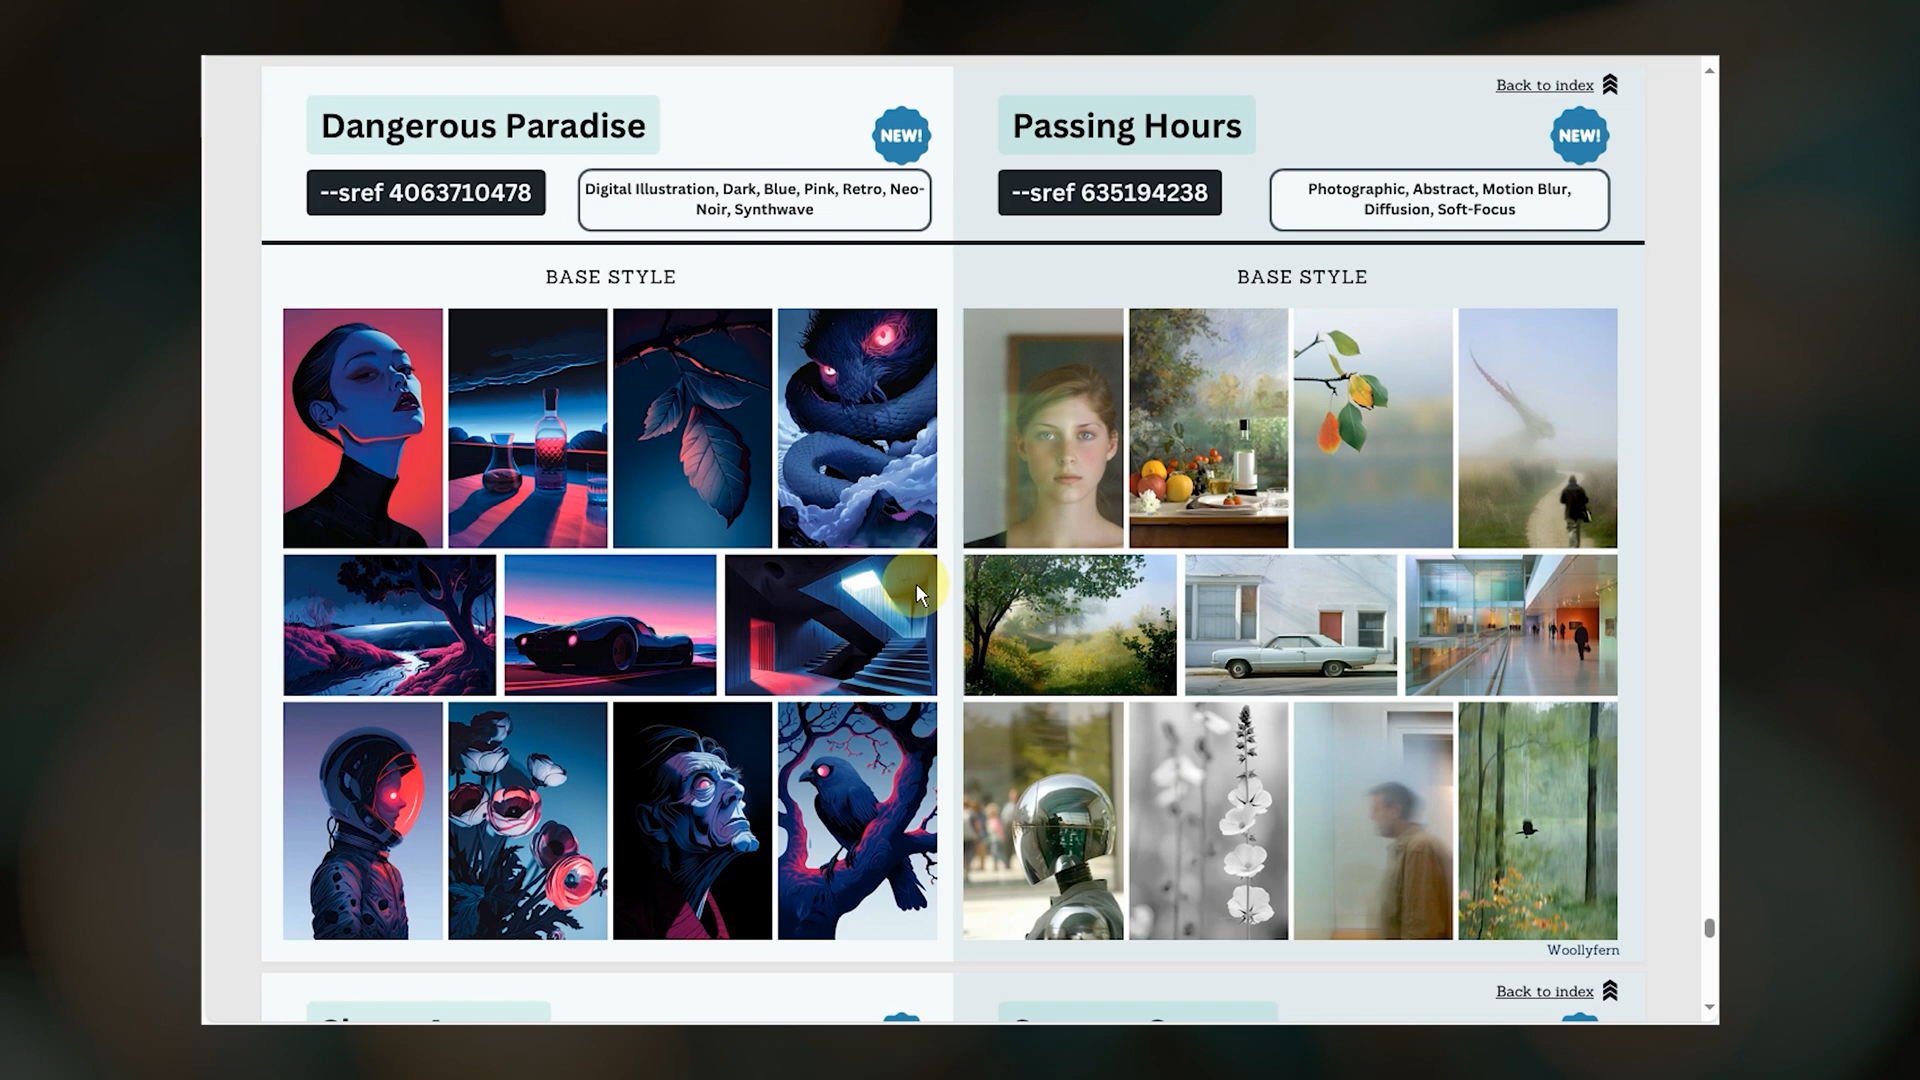 Back to index
Dangerous Paradise
NEW!
--sref 4063710478
Digital Illustration, Dark, Blue, Pink, Retro, Neo-
Noir, Synthwave
Passing Hours
NEW!
--sref 635194238
Photographic, Abstract, Motion Blur,
Diffusion, Soft-Focus
BASE STYLE
BASE STYLE
Woollyfern
Back to index